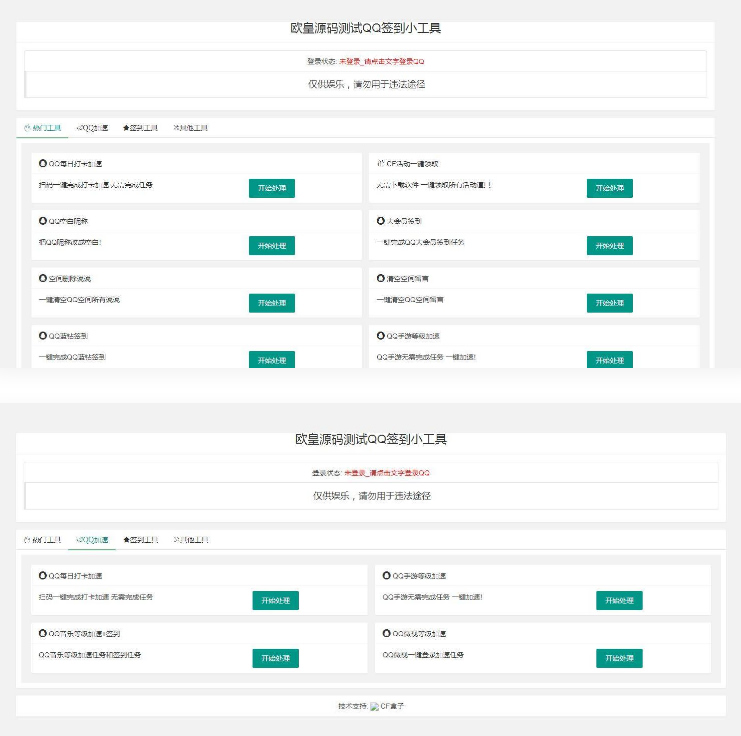 欧皇源码测试QQ签到小工具
登录状态: 未登录_请点击文字登录QQ
仅供娱乐，请勿用于违法途径
热门工具 QQ加速 签到工具 其他工具
QQ每日打卡加速 CF活动一键领取
扫码一键完成打卡加速 无需完成任务 开始处理 无需下载软件 一键领取所有活动值!! 开始处理
QQ空白昵称 大会员签到
把QQ昵称改成空白! 开始处理 一键完成QQ大会员签到任务 开始处理
空间删除说说 清空空间留言
一键清空QQ空间所有说说 开始处理 一键清空QQ空间留言 开始处理
QQ蓝钻签到 QQ手游等级加速
一键完成QQ蓝钻签到 开始处理 QQ手游无需完成任务 一键加速! 开始处理
欧皇源码测试QQ签到小工具
登录状态: 未登录_请点击文字登录QQ
仅供娱乐，请勿用于违法途径
热门工具 QQ加速 签到工具 其他工具
QQ每日打卡加速 QQ手游等级加速
扫码一键完成打卡加速 无需完成任务 开始处理 QQ手游无需完成任务 一键加速! 开始处理
QQ音乐等级加速+签到 QQ微视等级加速
QQ音乐等级加速任务和签到任务 开始处理 QQ微视一键登录加速任务 开始处理
技术支持: CF盒子